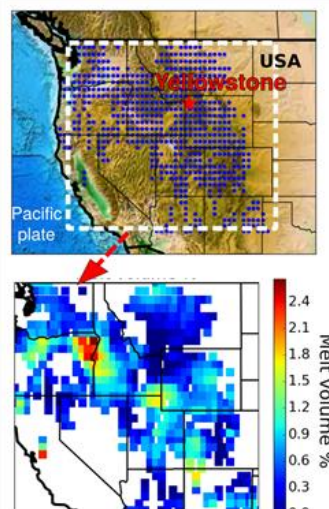 USA
Yellowstone
Pacific
plate
2.4
2.1
1.8
1.5
1.2
0.9
0.6
0.3
Melt Volume %